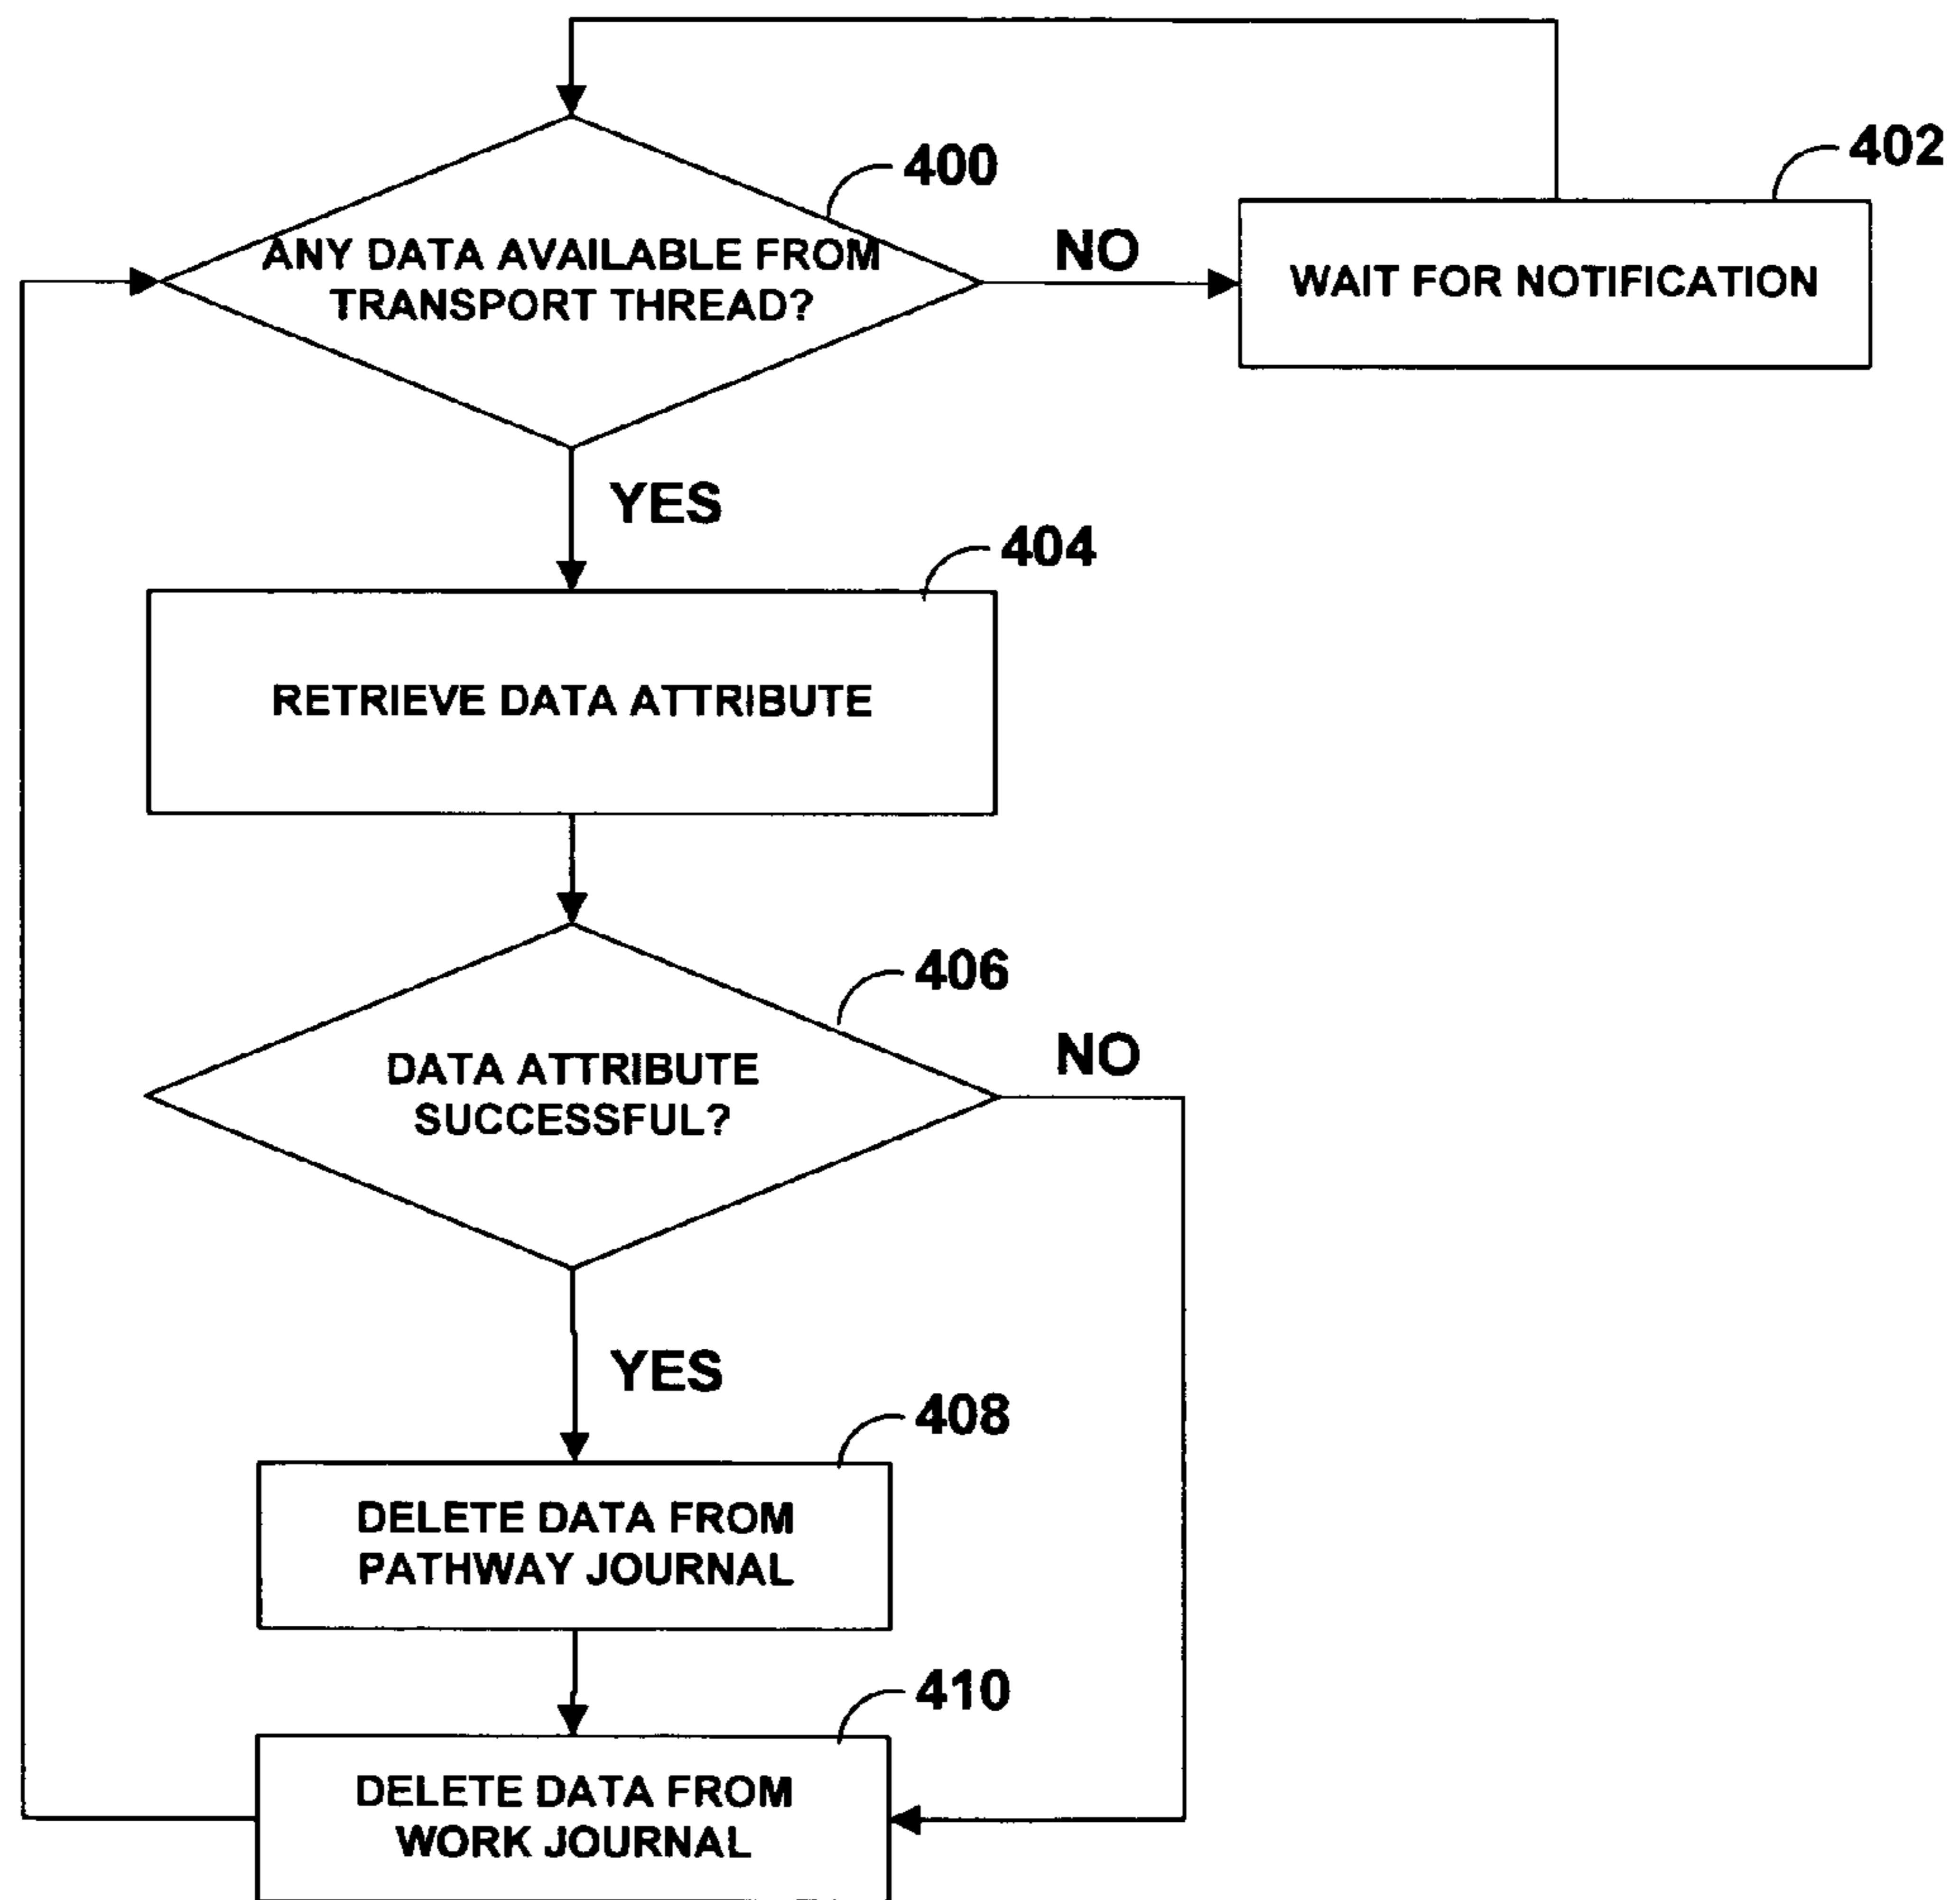 402
400
ANY DATA AVAILABLE FROM
TRANSPORT THREAD?
NO
WAIT FOR NOTIFICATION
YES
404
RETRIEVE DATA ATTRIBUTE
406
NO
DATA ATTRIBUTE
SUCCESSFUL?
YES
408
DELETE DATA FROM
PATHWAY JOURNAL
410
DELETE DATA FROM
WORK JOURNAL